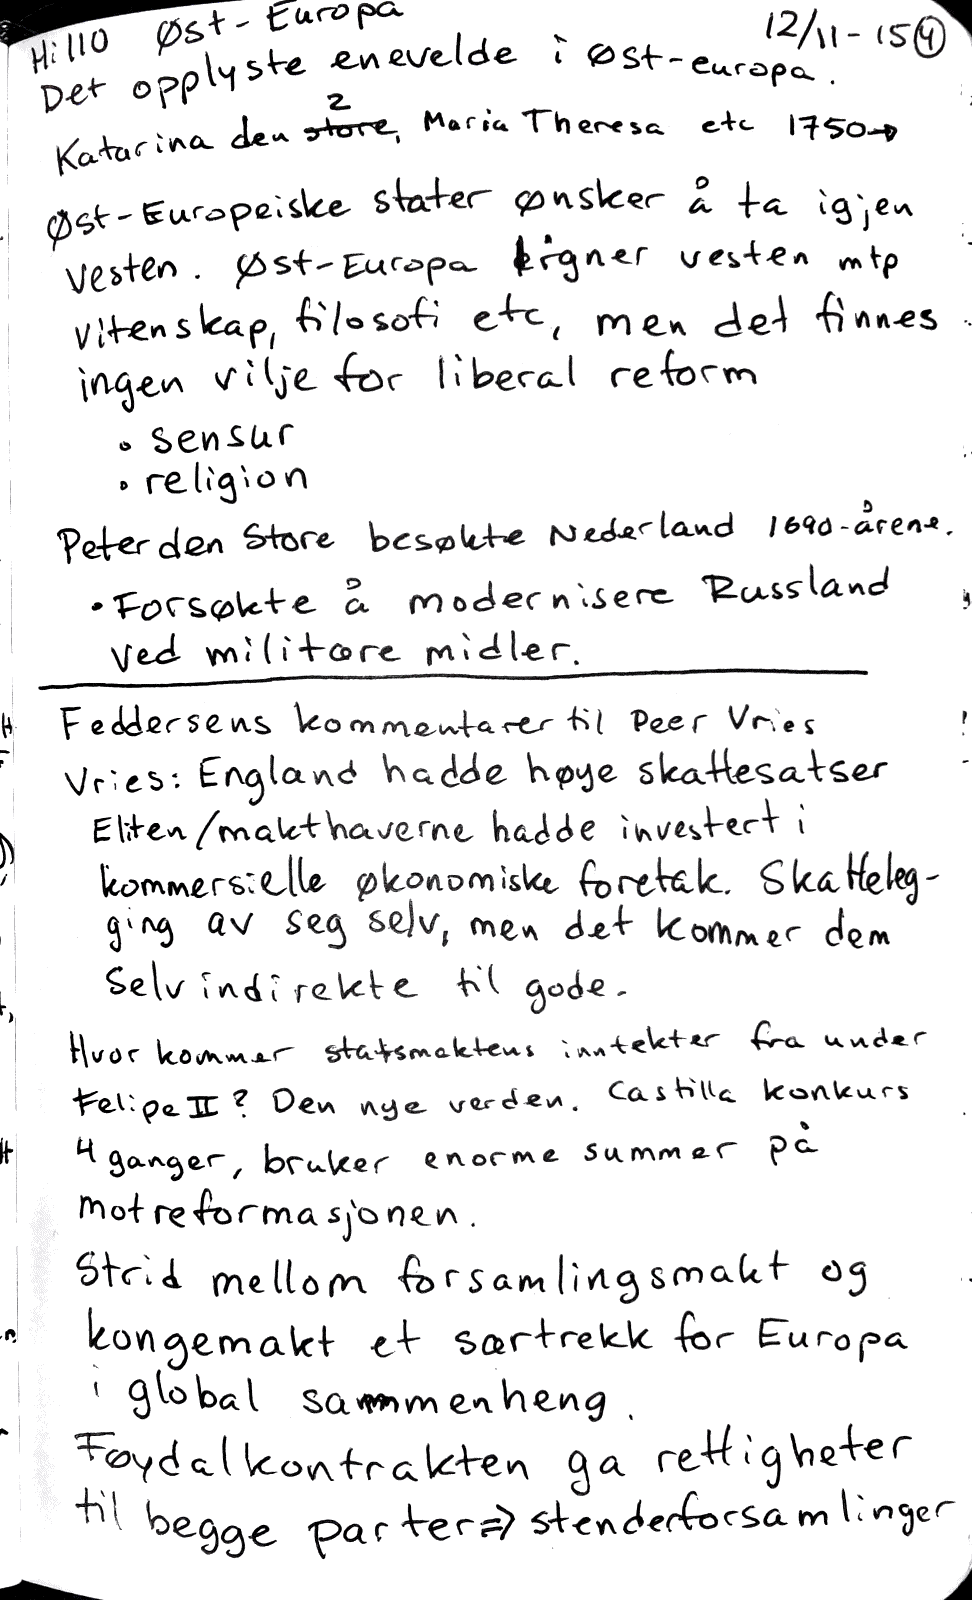 Hi110 Øst-Europa 12/11-15 4
Det opplyste enevelde i øst-europa.
Katarina den store, 2 Maria Theresa etc 1750→
Øst-Europeiske stater ønsker å ta igjen
vesten. Øst-Europa ligner vesten mtp
vitenskap, filosofi etc, men det finnes
ingen vilje for liberal reform
• sensur
• religion
Peter den Store besøkte Nederland 1690-årene.
• Forsøkte å modernisere Russland
ved militære midler.
Feddersens kommentarer til Peer Vries
Vries: England hadde høye skattesatser
Eliten/makthaverne hadde investert i
kommersielle økonomiske foretak. Skatteleg-
ging av seg selv, men det kommer dem
selv indirekte til gode.
Hvor kommer statsmaktens inntekter fra under
Felipe II? Den nye verden. Castilla konkurs
4 ganger, bruker enorme summer på
motreformasjonen.
Strid mellom forsamlingsmakt og
kongemakt et særtrekk for Europa
i global sammenheng.
Føydalkontrakten ga rettigheter
til begge parter ⇒ stenderforsamlinger